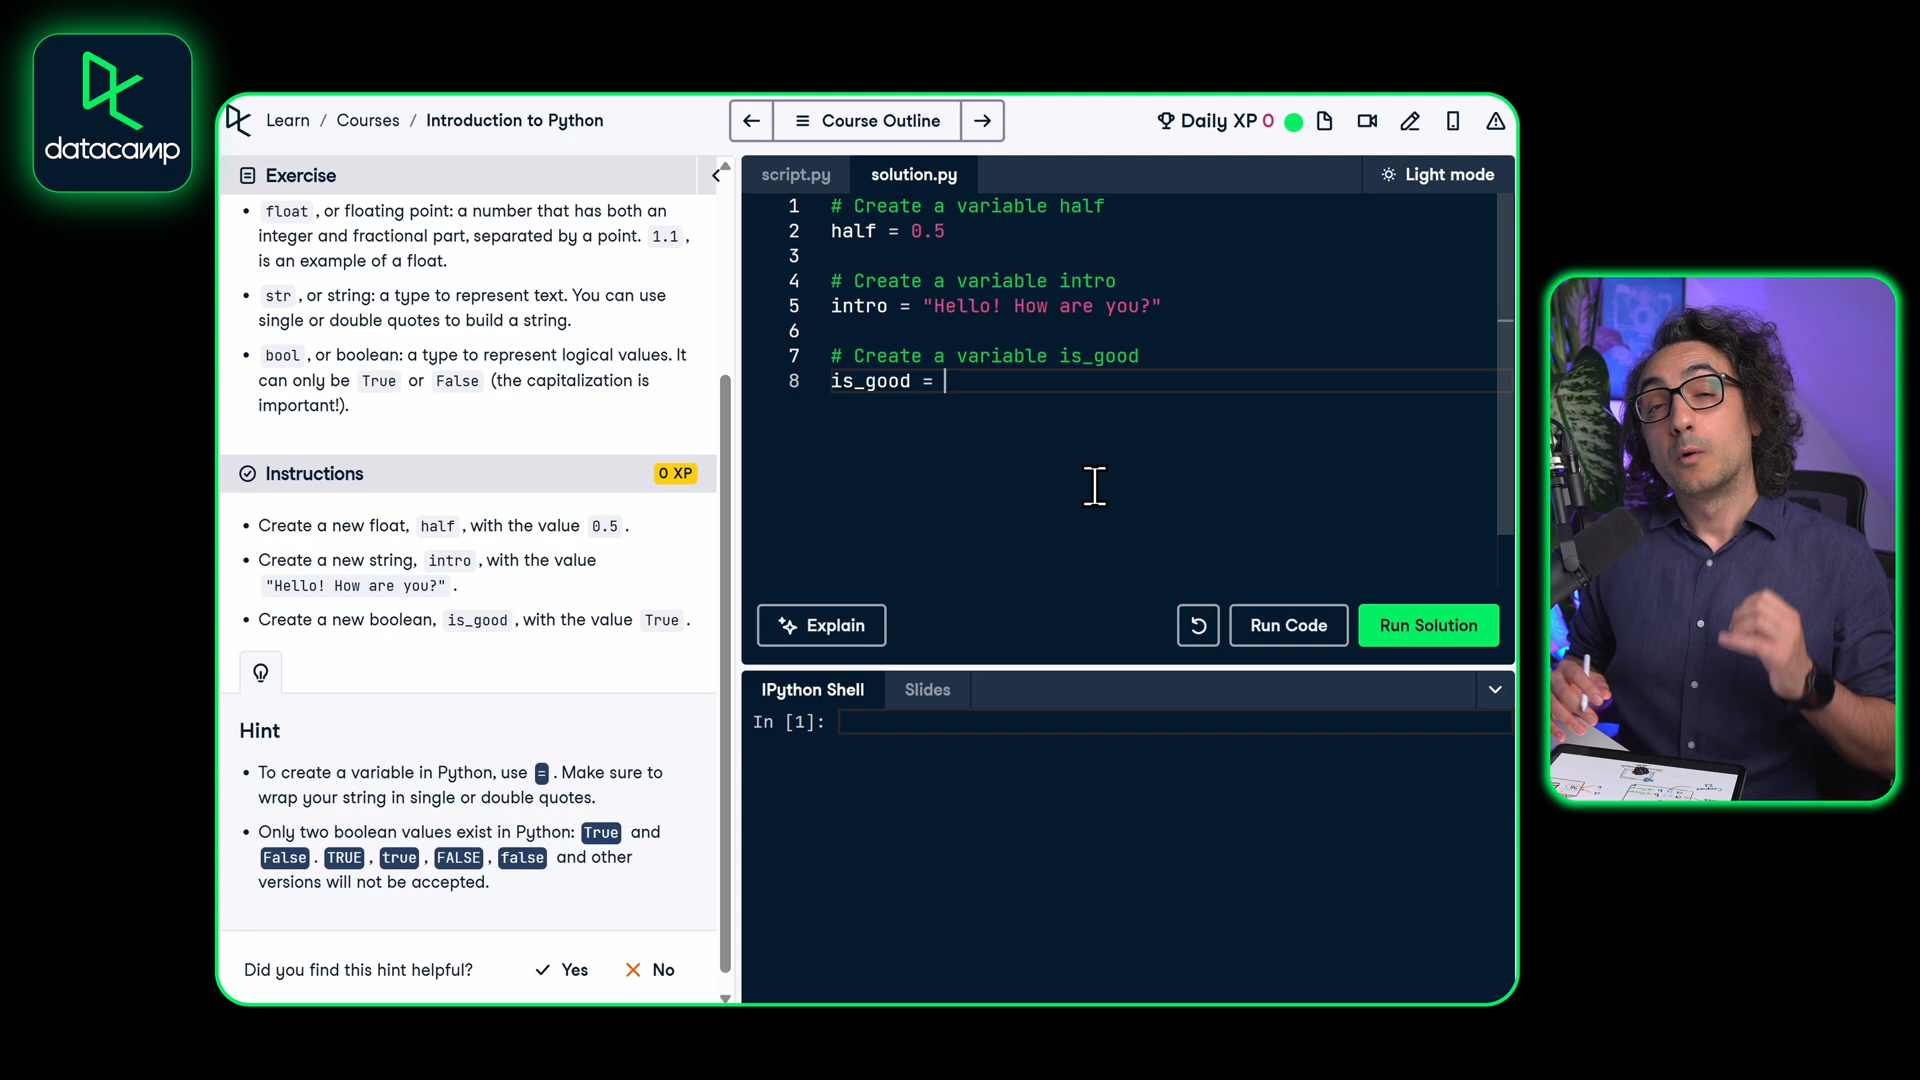 datacamp
Learn / Courses / Introduction to Python
Course Outline
Daily XP 0
Exercise
float, or floating point: a number that has both an
integer and fractional part, separated by a point. 1.1,
is an example of a float.
str, or string: a type to represent text. You can use
single or double quotes to build a string.
bool, or boolean: a type to represent logical values. It
can only be True or False (the capitalization is
important!).
Instructions
0 XP
Create a new float, half, with the value 0.5.
Create a new string, intro, with the value
"Hello! How are you?".
Create a new boolean, is_good, with the value True.
Hint
To create a variable in Python, use =. Make sure to
wrap your string in single or double quotes.
Only two boolean values exist in Python: True and
False. TRUE, true, FALSE, false and other
versions will not be accepted.
Did you find this hint helpful? Yes No
script.py solution.py Light mode
1 # Create a variable half
2 half = 0.5
3
4 # Create a variable intro
5 intro = "Hello! How are you?"
6
7 # Create a variable is_good
8 is_good =
Explain Run Code Run Solution
IPython Shell Slides
In [1]: